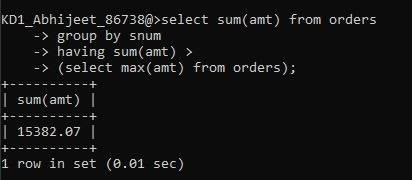 KD1_Abhijeet_86738@>select sum(amt) from orders
    -> group by snum
    -> having sum(amt) >
    -> (select max(amt) from orders);
+----------+
| sum(amt) |
+----------+
| 15382.07 |
+----------+
1 row in set (0.01 sec)